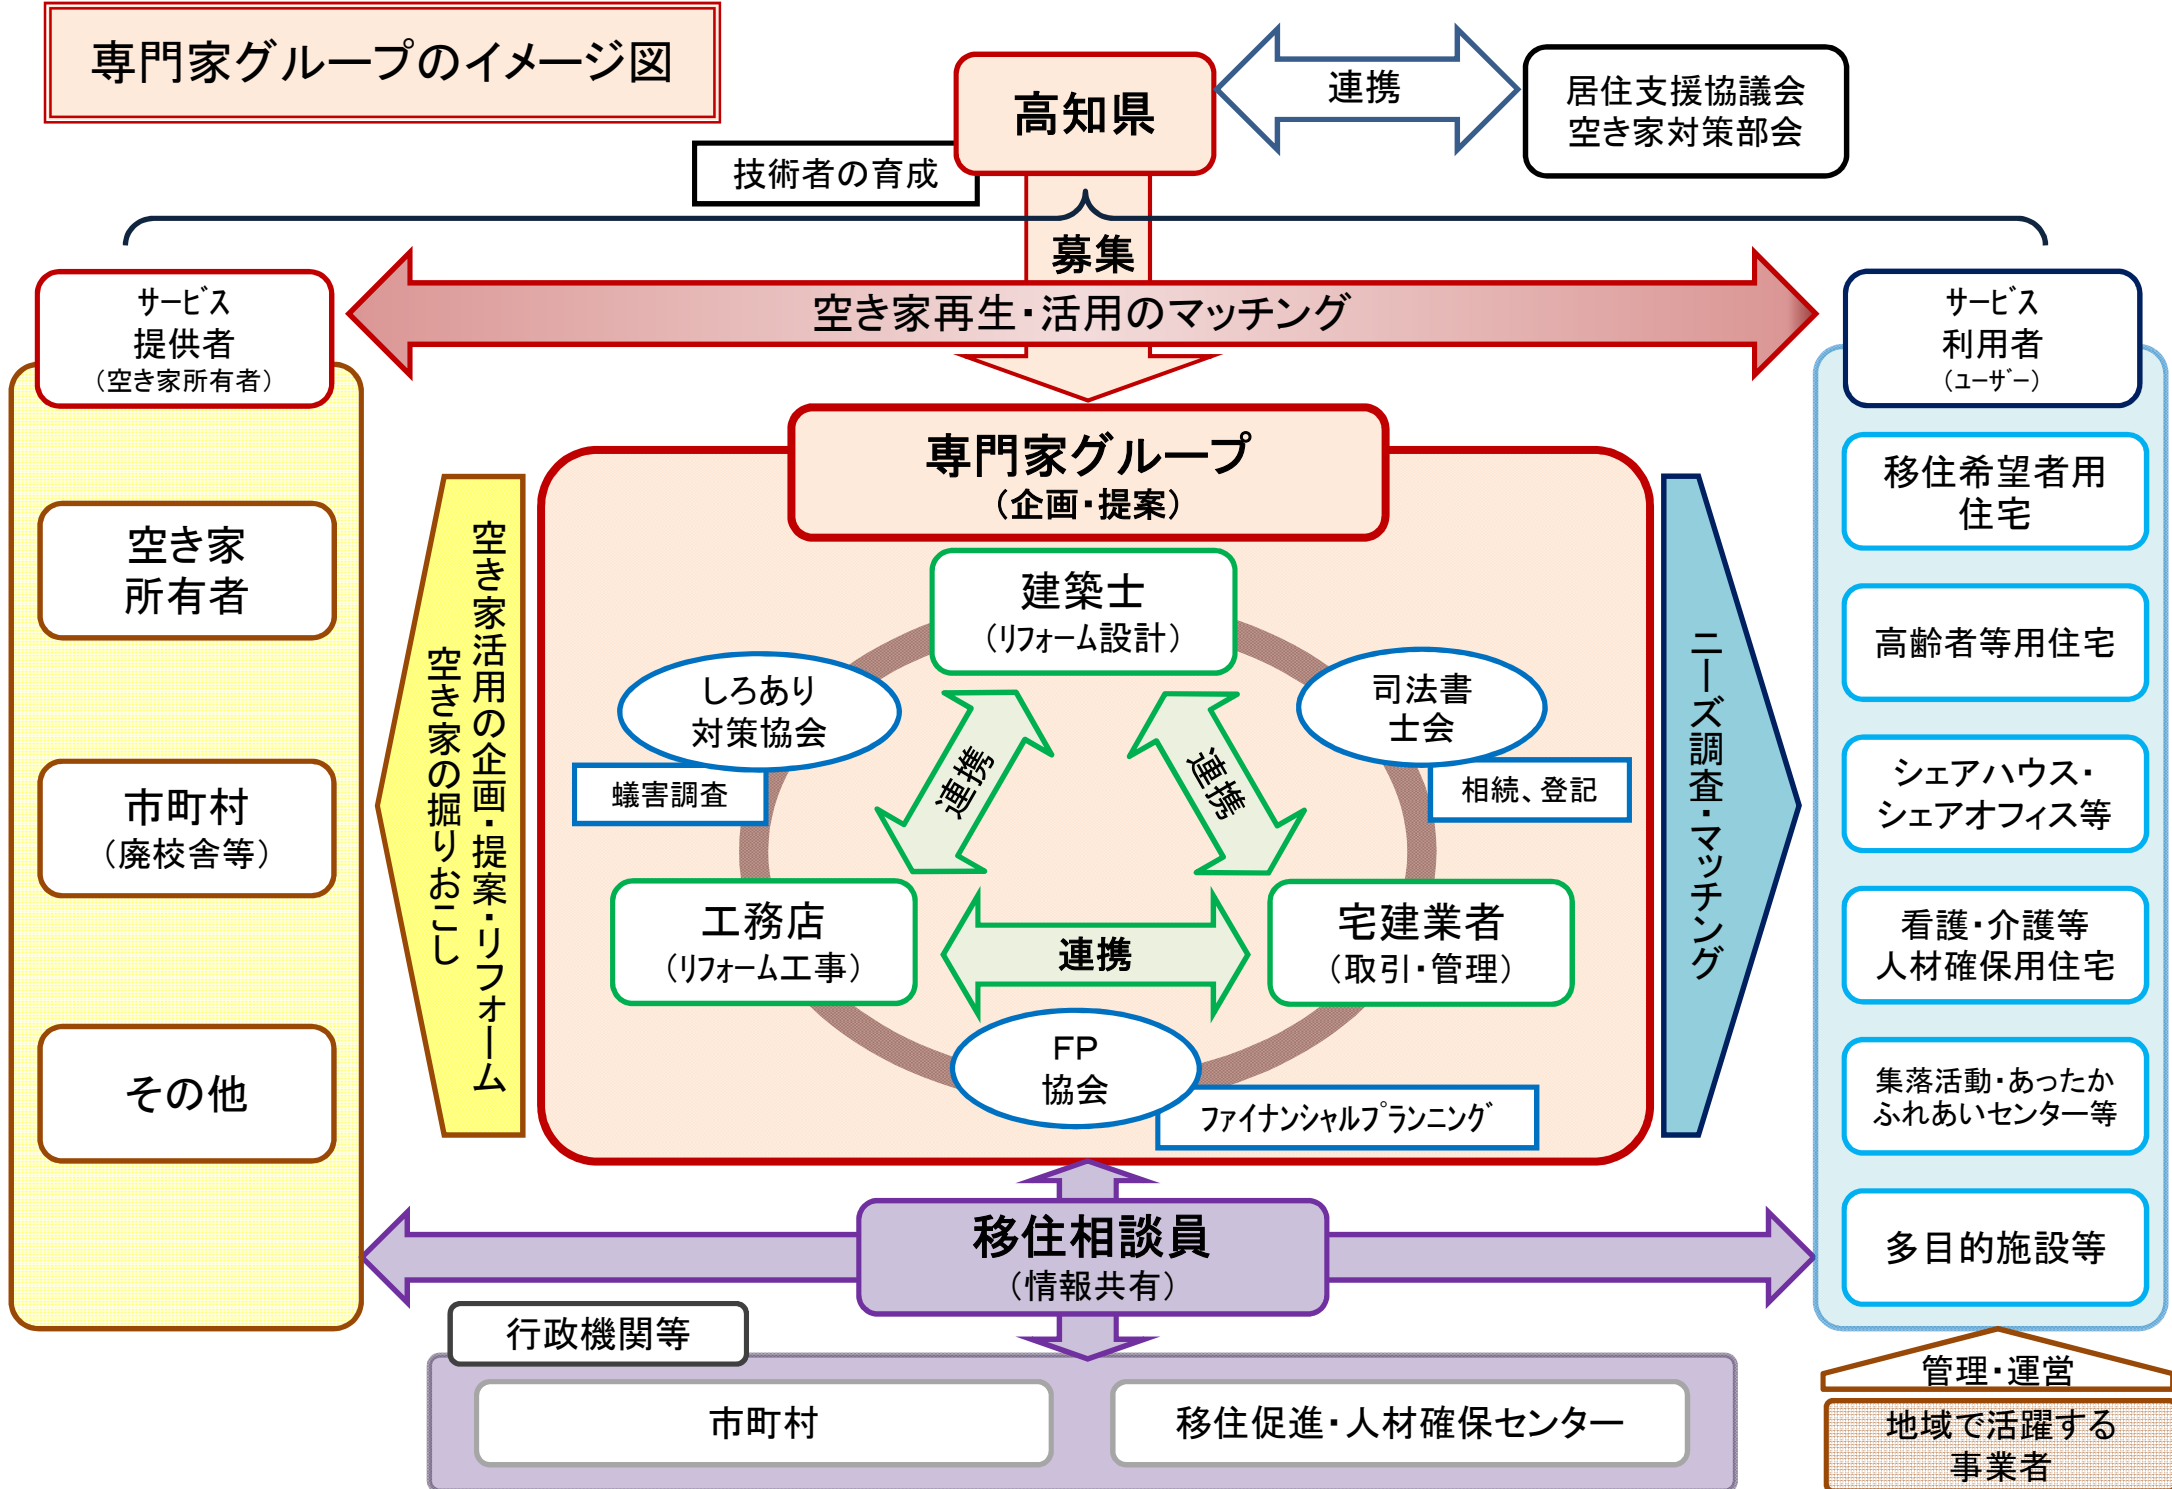 専門家グループのイメージ図
高知県
連携
居住支援協議会
空き家対策部会
技術者の育成
募集
空き家再生・活用のマッチング
サービス
提供者
（空き家所有者）
空き家
所有者
市町村
（廃校舎等）
その他
空き家活用の企画・提案・リフォーム
空き家の掘りおこし
専門家グループ
（企画・提案）
建築士
（リフォーム設計）
しろあり
対策協会
蟻害調査
司法書
士会
相続、登記
連携
連携
工務店
（リフォーム工事）
連携
宅建業者
（取引・管理）
FP
協会
ファイナンシャルプランニング
ニーズ調査・マッチング
サービス
利用者
（ユーザー）
移住希望者用
住宅
高齢者等用住宅
シェアハウス・
シェアオフィス等
看護・介護等
人材確保用住宅
集落活動・あったか
ふれあいセンター等
多目的施設等
移住相談員
（情報共有）
行政機関等
市町村
移住促進・人材確保センター
管理・運営
地域で活躍する
事業者